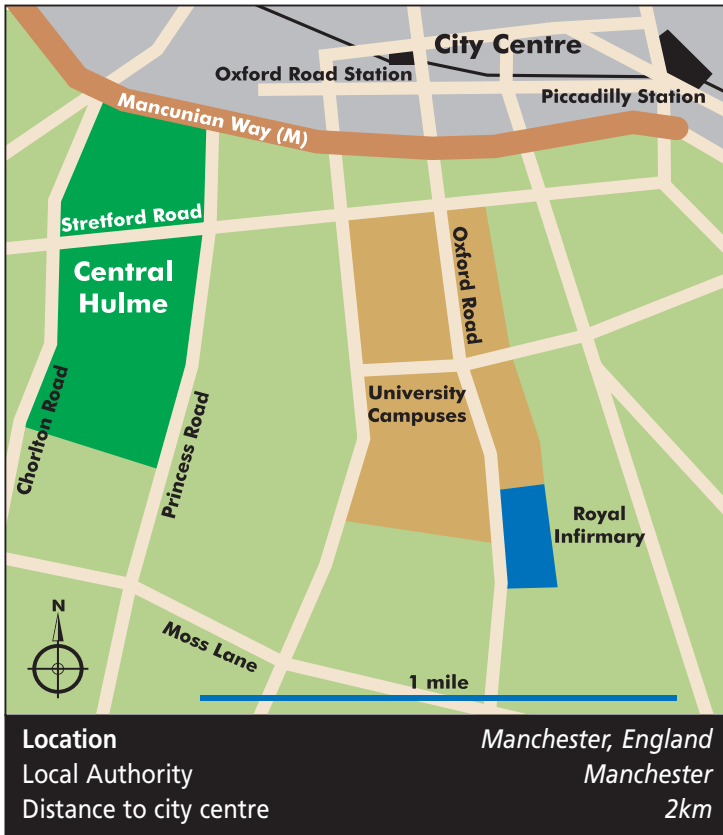 City Centre
Oxford Road Station
Piccadilly Station
Mancunian Way (M)
Stretford Road
Oxford Road
Central
Hulme
University
Campuses
Chorlton Road
Princess Road
Royal
Infirmary
N
Moss Lane
1 mile
Location Manchester, England
Local Authority Manchester
Distance to city centre 2km